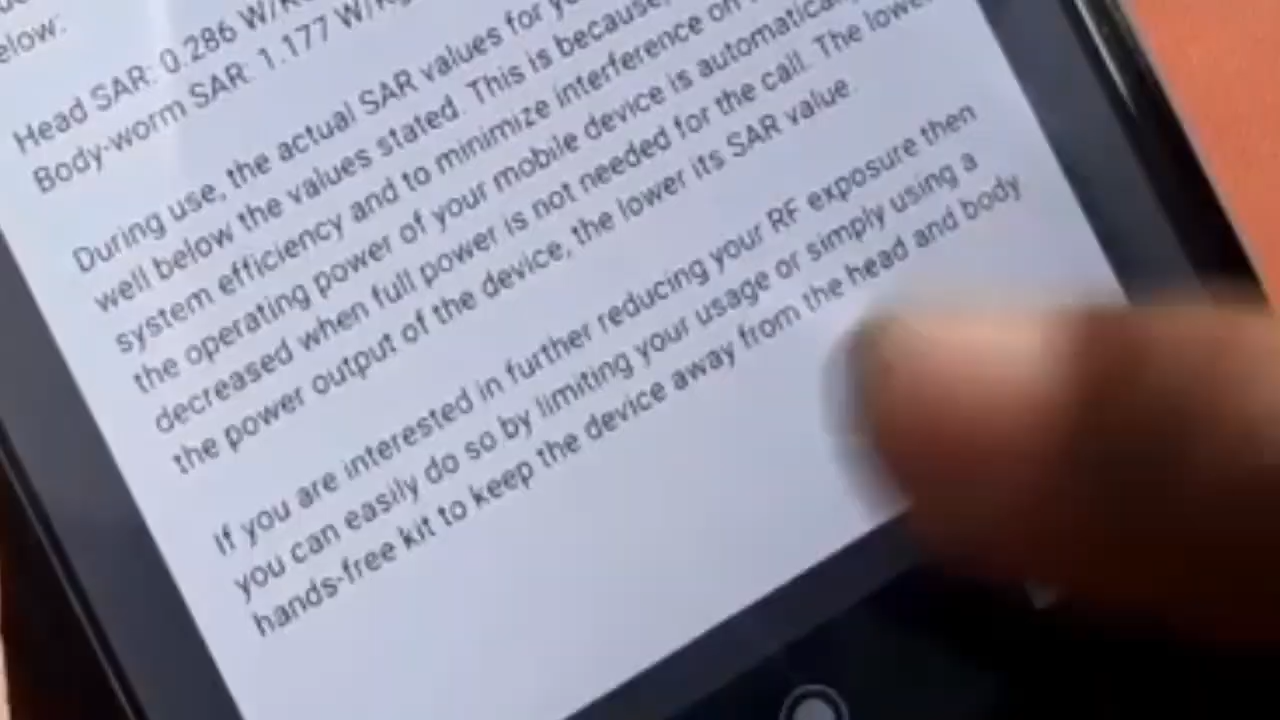 elow:
Head SAR: 0.286 W/K
Body-worm SAR: 1.177 W/Kg
During use, the actual SAR values for
well below the values stated. This is because,
system efficiency and to minimize interference on
the operating power of your mobile device is automatically
decreased when full power is not needed for the call. The lower
the power output of the device, the lower its SAR value.
If you are interested in further reducing your RF exposure then
you can easily do so by limiting your usage or simply using a
hands-free kit to keep the device away from the head and body